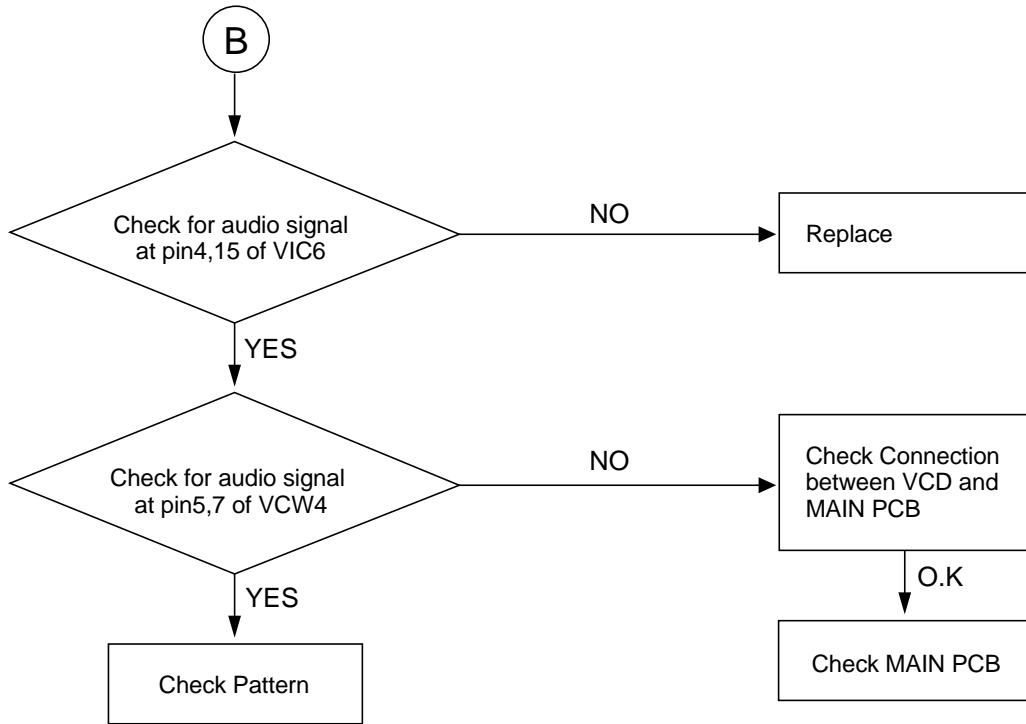 B
Check for audio signal
at pin4,15 of VIC6
NO
Replace
YES
Check for audio signal
at pin5,7 of VCW4
NO
Check Connection
between VCD and
MAIN PCB
YES
O.K
Check Pattern
Check MAIN PCB